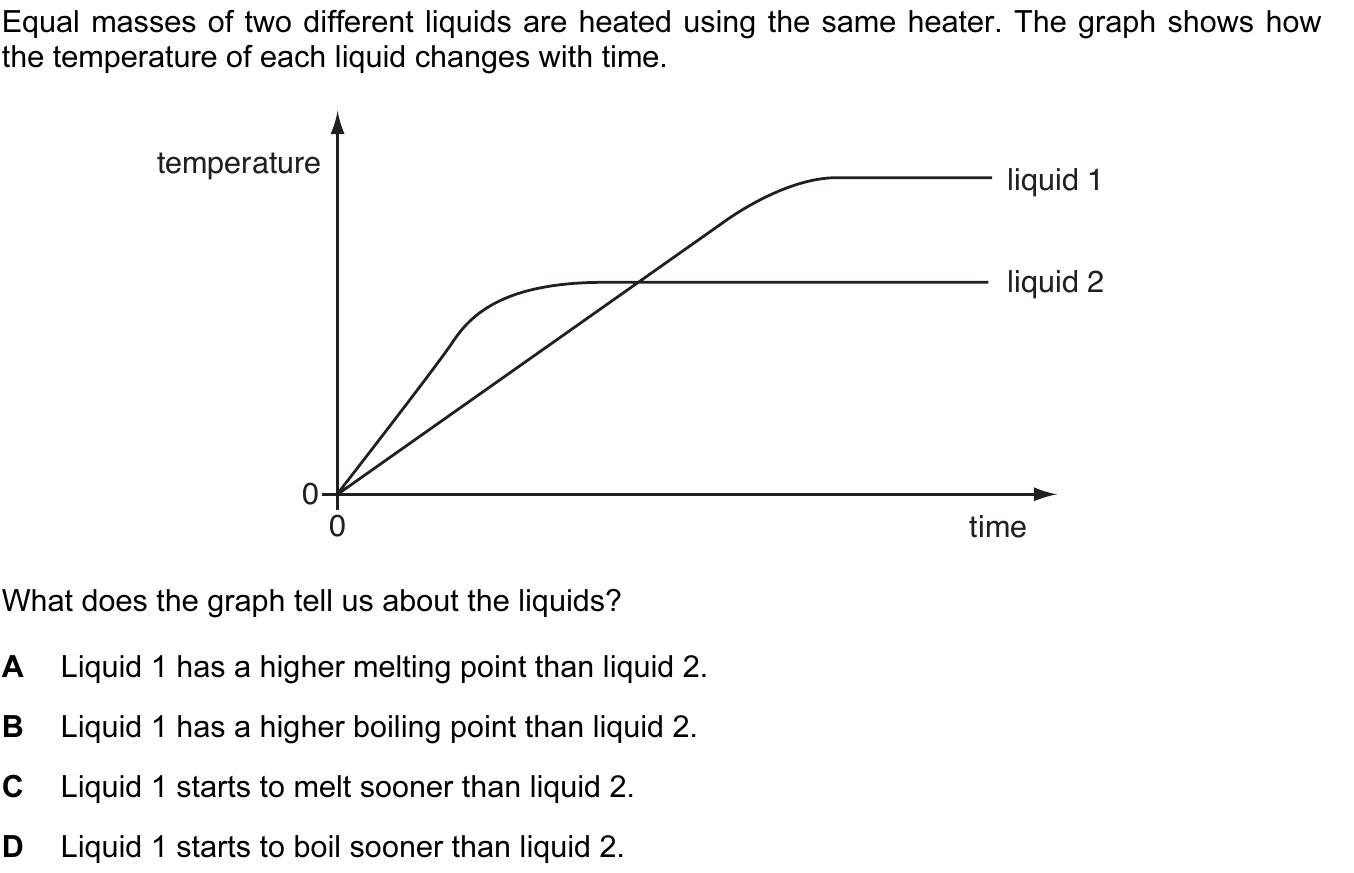 Equal masses of two different liquids are heated using the same heater. The graph shows how
the temperature of each liquid changes with time.
temperature
liquid 1
liquid 2
0
0
time
What does the graph tell us about the liquids?
A Liquid 1 has a higher melting point than liquid 2.
B Liquid 1 has a higher boiling point than liquid 2.
C Liquid 1 starts to melt sooner than liquid 2.
D Liquid 1 starts to boil sooner than liquid 2.